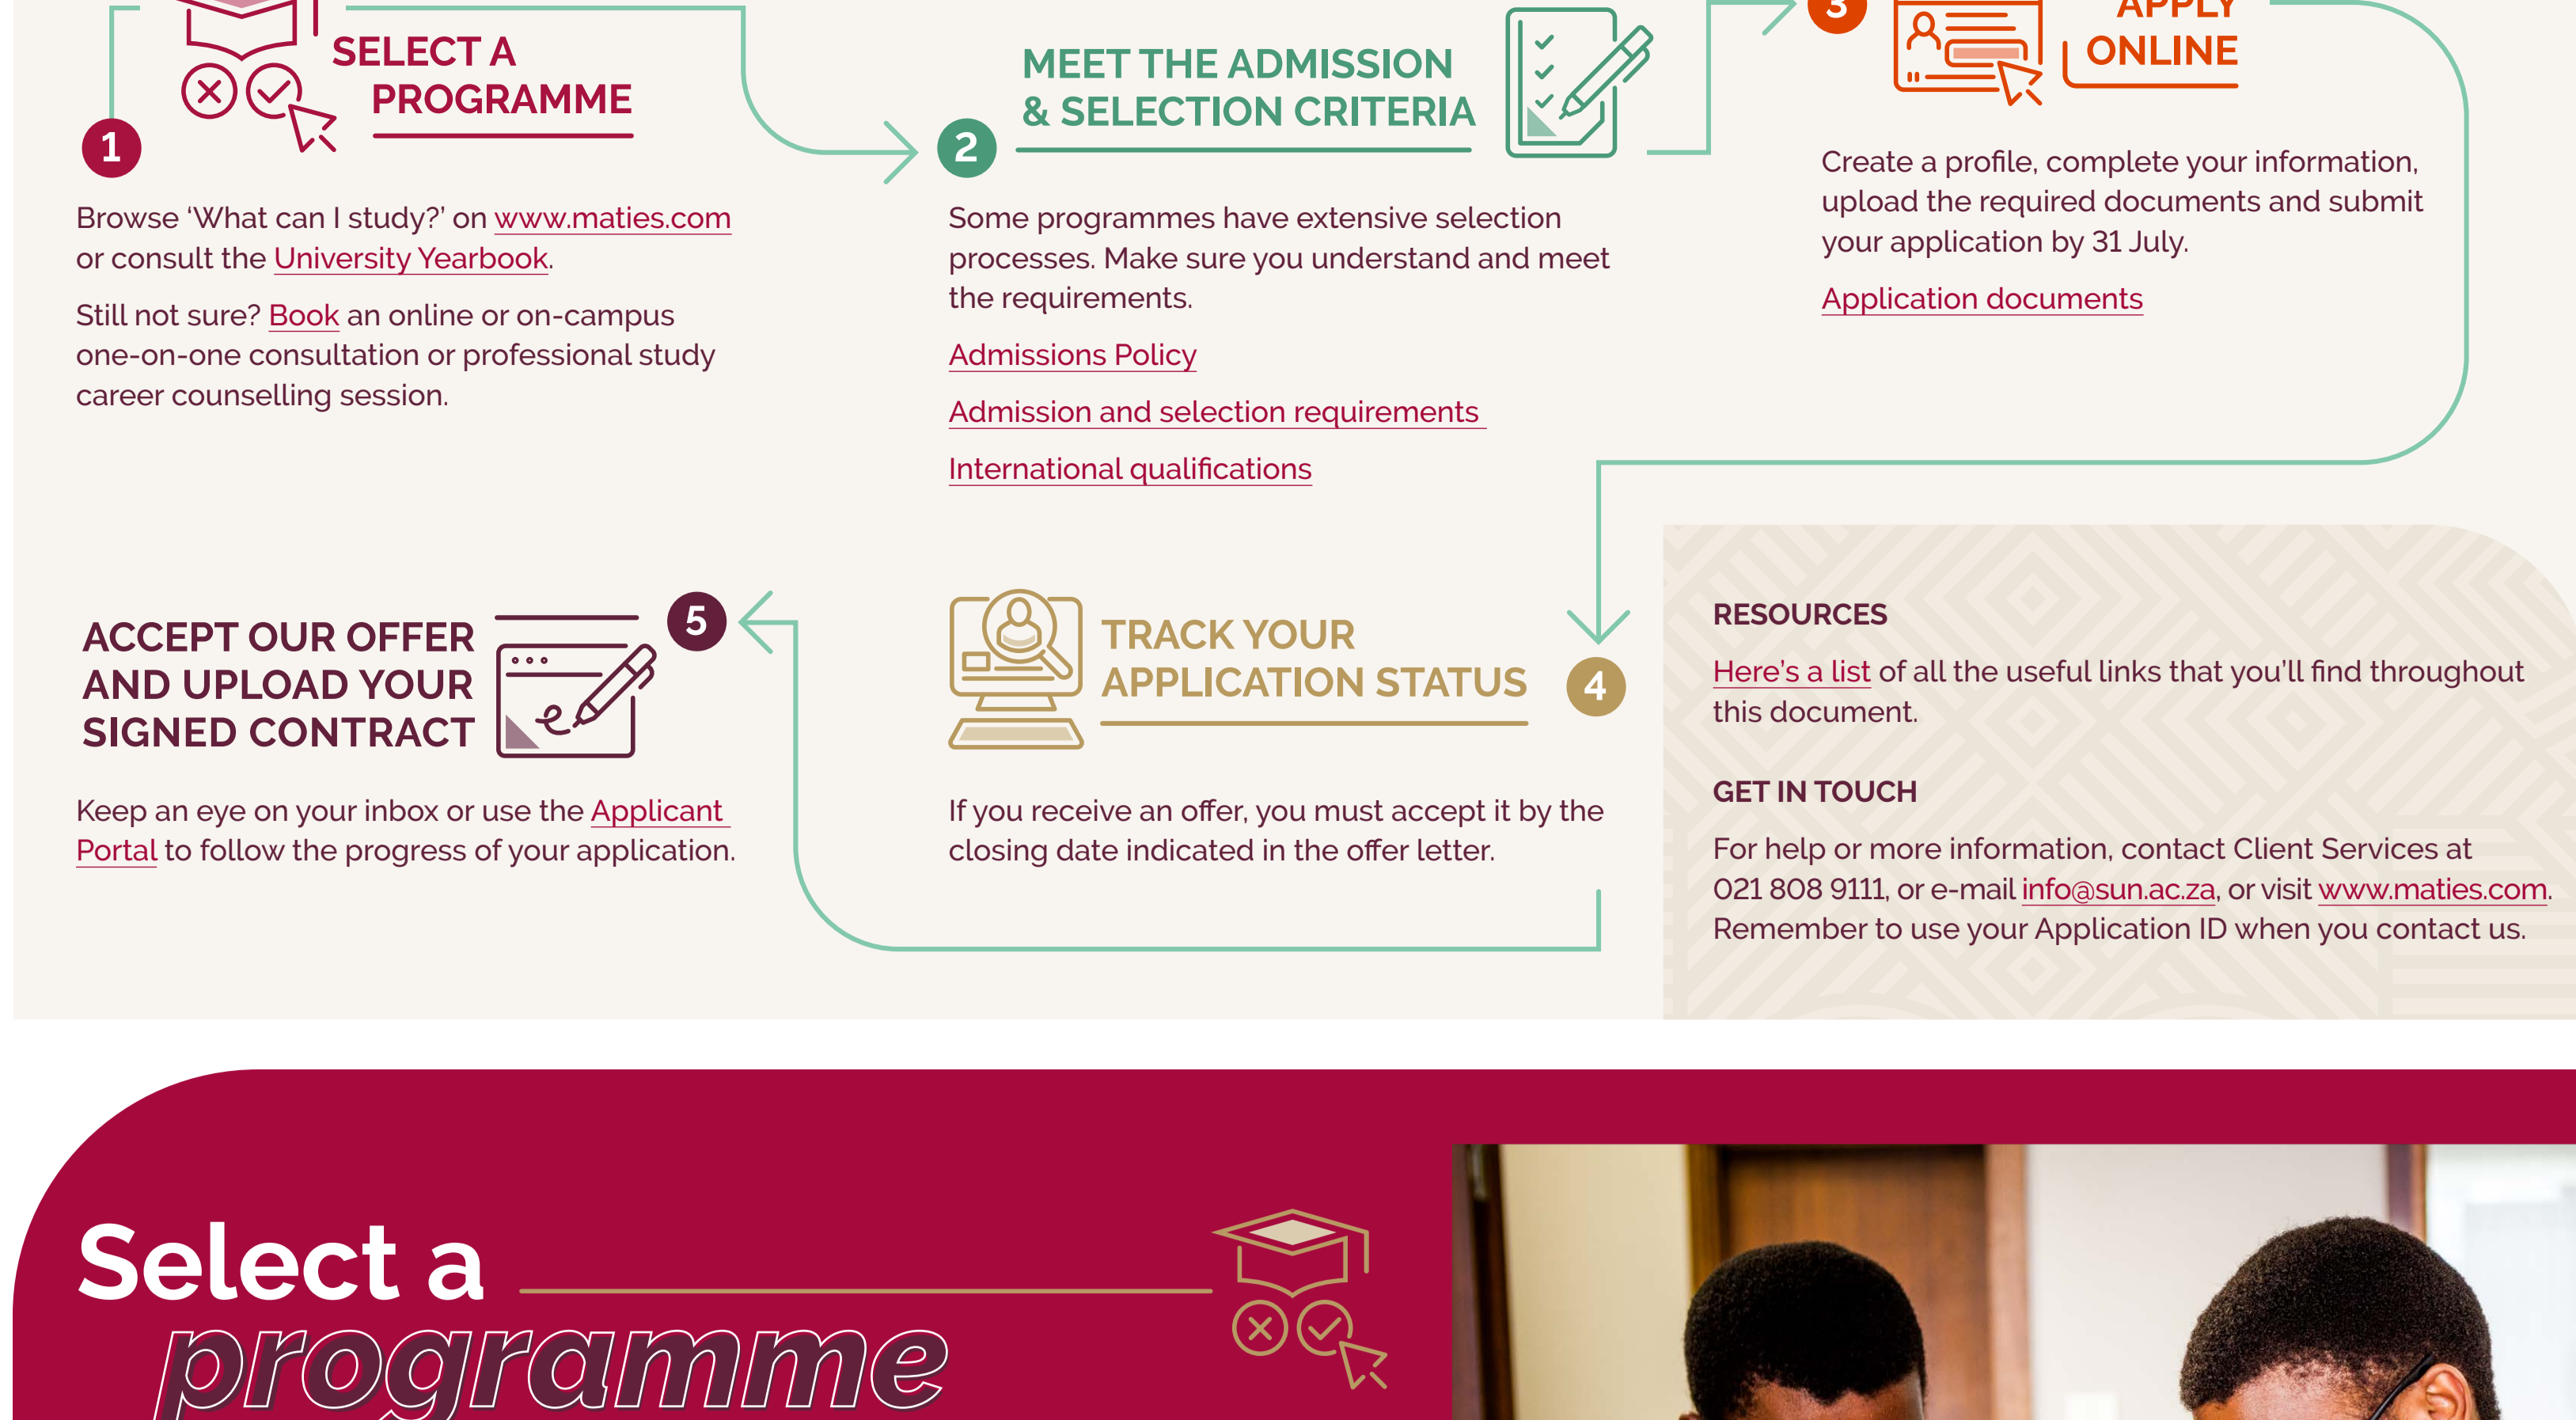 SELECT A
PROGRAMME
1
Browse ‘What can I study?’ on www.maties.com
or consult the University Yearbook.
Still not sure? Book an online or on-campus
one-on-one consultation or professional study
career counselling session.
MEET THE ADMISSION
& SELECTION CRITERIA
2
Some programmes have extensive selection
processes. Make sure you understand and meet
the requirements.
Admissions Policy
Admission and selection requirements
International qualifications
3
APPLY
ONLINE
Create a profile, complete your information,
upload the required documents and submit
your application by 31 July.
Application documents
TRACK YOUR
APPLICATION STATUS
4
If you receive an offer, you must accept it by the
closing date indicated in the offer letter.
ACCEPT OUR OFFER
AND UPLOAD YOUR
SIGNED CONTRACT
5
Keep an eye on your inbox or use the Applicant
Portal to follow the progress of your application.
RESOURCES
Here’s a list of all the useful links that you’ll find throughout
this document.
GET IN TOUCH
For help or more information, contact Client Services at
021 808 9111, or e-mail info@sun.ac.za, or visit www.maties.com.
Remember to use your Application ID when you contact us.
Select a
programme